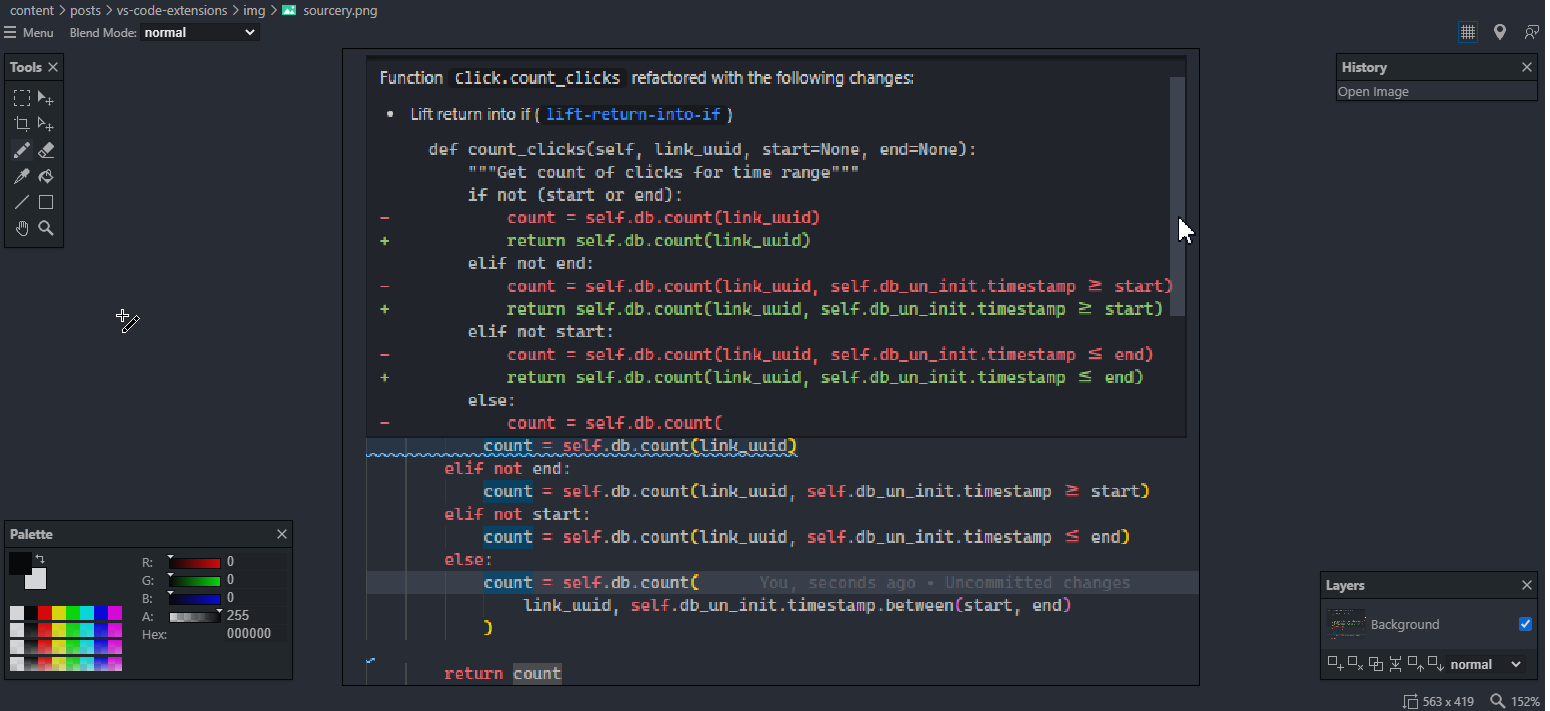 content > posts > vs-code-extensions > img > sourcery.png
Menu Blend Mode: normal
Tools
History
Open Image
Function Click.count_clicks refactored with the following changes:
• Lift return into if ( lift-return-into-if )
def count_clicks(self, link_uuid, start=None, end=None):
"""Get count of clicks for time range"""
if not (start or end):
- count = self.db.count(link_uuid)
+ return self.db.count(link_uuid)
elif not end:
- count = self.db.count(link_uuid, self.db_un_init.timestamp ≥ start)
+ return self.db.count(link_uuid, self.db_un_init.timestamp ≥ start)
elif not start:
- count = self.db.count(link_uuid, self.db_un_init.timestamp ≤ end)
+ return self.db.count(link_uuid, self.db_un_init.timestamp ≤ end)
else:
- count = self.db.count(
count = self.db.count(link_uuid)
elif not end:
count = self.db.count(link_uuid, self.db_un_init.timestamp ≥ start)
elif not start:
count = self.db.count(link_uuid, self.db_un_init.timestamp ≤ end)
else:
count = self.db.count( You, seconds ago • Uncommitted changes
link_uuid, self.db_un_init.timestamp.between(start, end)
)
return count
Palette
R: 0
G: 0
B: 0
A: 255
Hex: 000000
Layers
Background
normal
563 x 419 152%